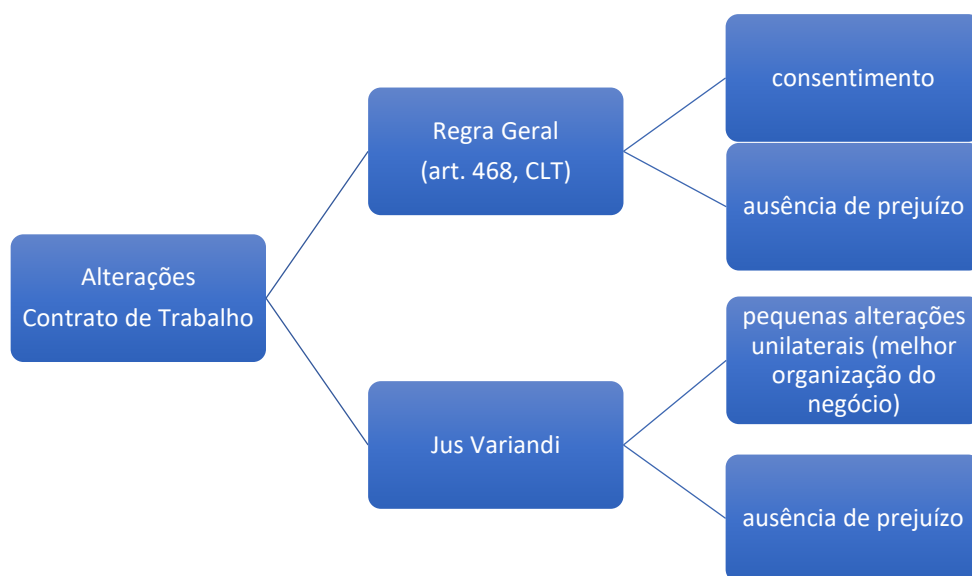 consentimento
Regra Geral
(art. 468, CLT)
ausência de prejuízo
Alterações
Contrato de Trabalho
pequenas alterações
unilaterais (melhor
organização do
negócio)
Jus Variandi
ausência de prejuízo